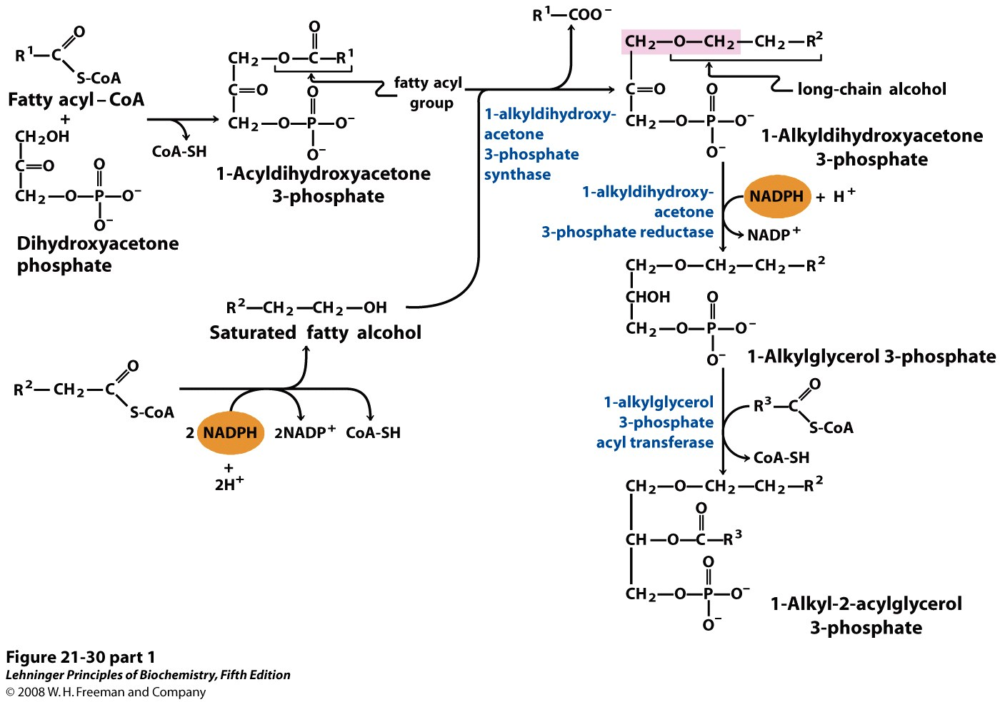 R¹—C
O
S-CoA
Fatty acyl–CoA
+
CH₂OH
C=O
CH₂—O—P—O⁻
O
O⁻
Dihydroxyacetone
phosphate
CoA-SH
O
CH₂—O—C—R¹
C=O
O
CH₂—O—P—O⁻
O⁻
1-Acyldihydroxyacetone
3-phosphate
fatty acyl
group
R¹—COO⁻
1-alkyldihydroxy-
acetone
3-phosphate
synthase
CH₂—O—CH₂—CH₂—R²
C=O
O
CH₂—O—P—O⁻
O⁻
long-chain alcohol
1-Alkyldihydroxyacetone
3-phosphate
1-alkyldihydroxy-
acetone
3-phosphate reductase
NADPH + H⁺
NADP⁺
CH₂—O—CH₂—CH₂—R²
CHOH
O
CH₂—O—P—O⁻
O⁻
1-Alkylglycerol 3-phosphate
R²—CH₂—CH₂—OH
Saturated fatty alcohol
R²—CH₂—C
O
S-CoA
2 NADPH
+
2H⁺
2NADP⁺
CoA-SH
1-alkylglycerol
3-phosphate
acyl transferase
O
R³—C
S-CoA
CoA-SH
CH₂—O—CH₂—CH₂—R²
O
CH—O—C—R³
O
CH₂—O—P—O⁻
O⁻
1-Alkyl-2-acylglycerol
3-phosphate
Figure 21-30 part 1
Lehninger Principles of Biochemistry, Fifth Edition
© 2008 W. H. Freeman and Company